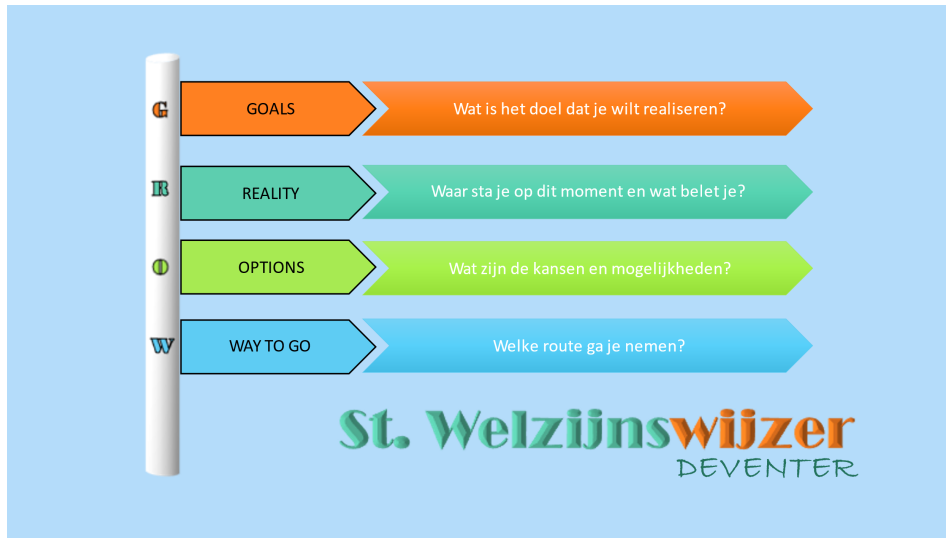 G
GOALS
Wat is het doel dat je wilt realiseren?
R
REALITY
Waar sta je op dit moment en wat belet je?
O
OPTIONS
Wat zijn de kansen en mogelijkheden?
W
WAY TO GO
Welke route ga je nemen?
St. Welzijnswijzer
DEVENTER